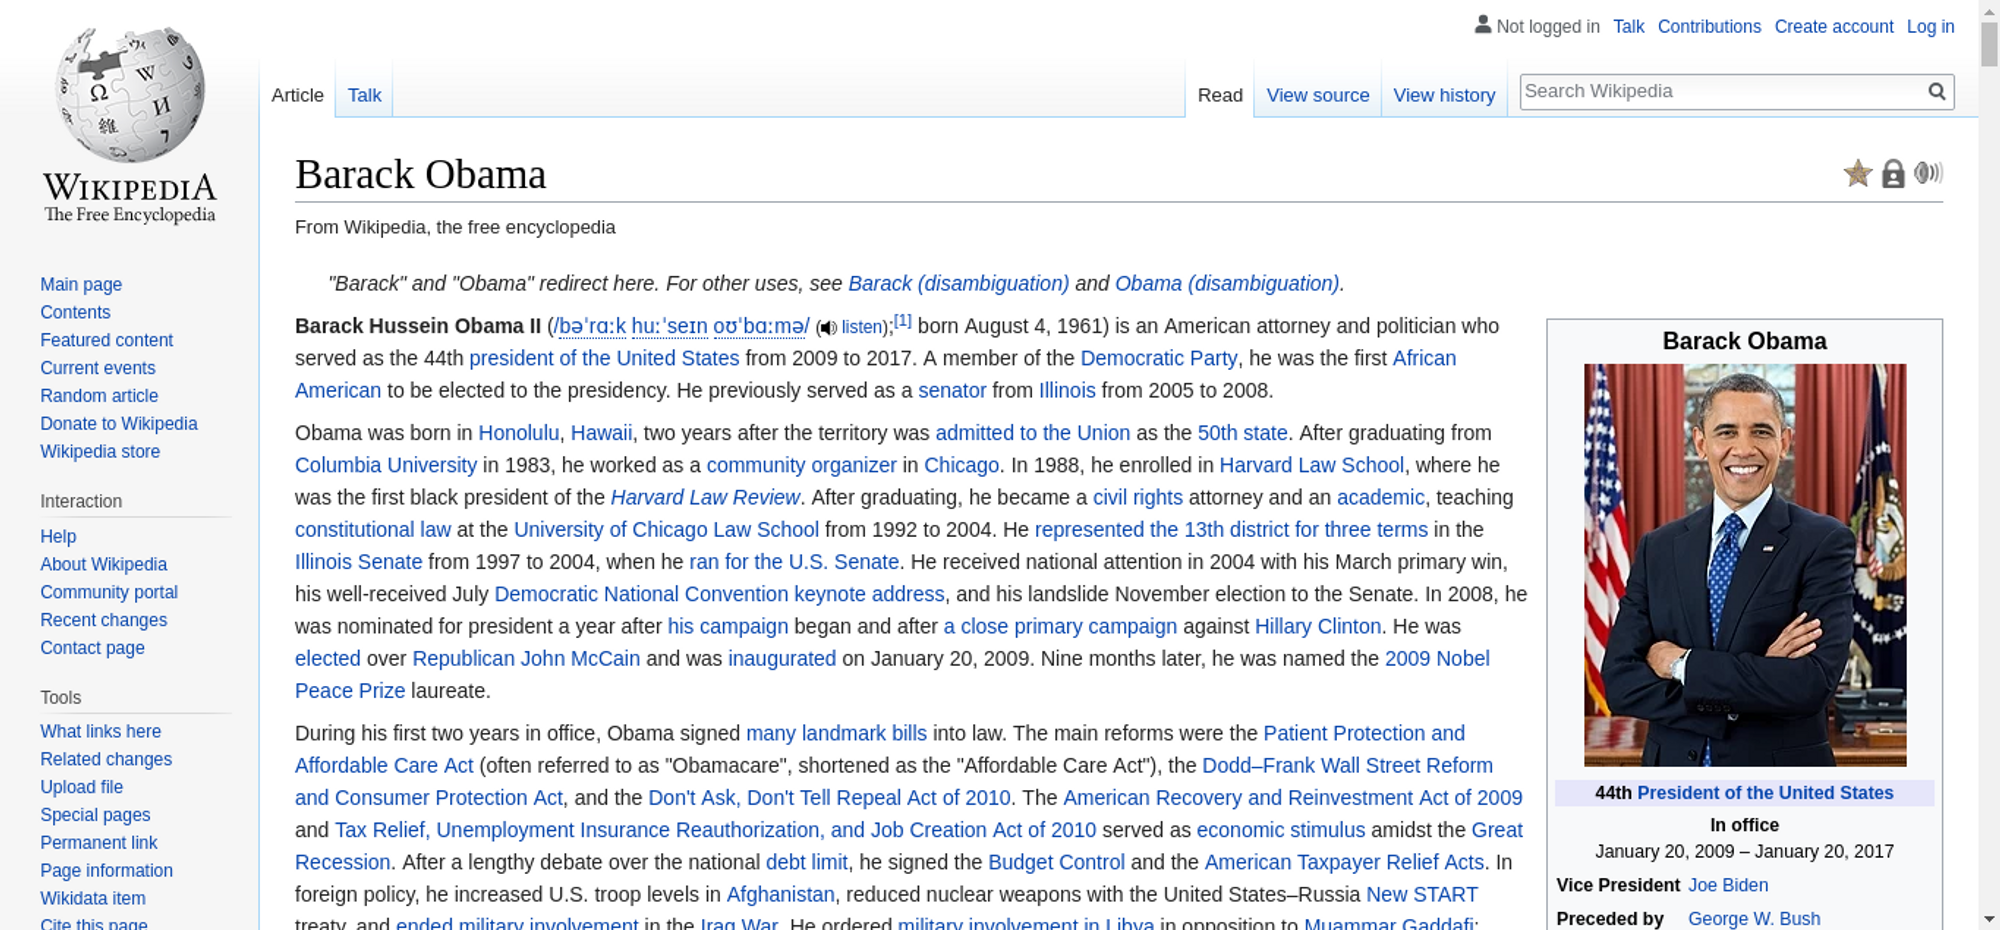 Not logged in Talk Contributions Create account Log in
Article Talk Read View source View history Search Wikipedia
WIKIPEDIA
The Free Encyclopedia
Main page
Contents
Featured content
Current events
Random article
Donate to Wikipedia
Wikipedia store
Interaction
Help
About Wikipedia
Community portal
Recent changes
Contact page
Tools
What links here
Related changes
Upload file
Special pages
Permanent link
Page information
Wikidata item
Cite this page
Barack Obama
From Wikipedia, the free encyclopedia
"Barack" and "Obama" redirect here. For other uses, see Barack (disambiguation) and Obama (disambiguation).
Barack Hussein Obama II (/bəˈrɑːk huːˈseɪn oʊˈbɑːmə/ (listen);[1] born August 4, 1961) is an American attorney and politician who
served as the 44th president of the United States from 2009 to 2017. A member of the Democratic Party, he was the first African
American to be elected to the presidency. He previously served as a senator from Illinois from 2005 to 2008.
Obama was born in Honolulu, Hawaii, two years after the territory was admitted to the Union as the 50th state. After graduating from
Columbia University in 1983, he worked as a community organizer in Chicago. In 1988, he enrolled in Harvard Law School, where he
was the first black president of the Harvard Law Review. After graduating, he became a civil rights attorney and an academic, teaching
constitutional law at the University of Chicago Law School from 1992 to 2004. He represented the 13th district for three terms in the
Illinois Senate from 1997 to 2004, when he ran for the U.S. Senate. He received national attention in 2004 with his March primary win,
his well-received July Democratic National Convention keynote address, and his landslide November election to the Senate. In 2008, he
was nominated for president a year after his campaign began and after a close primary campaign against Hillary Clinton. He was
elected over Republican John McCain and was inaugurated on January 20, 2009. Nine months later, he was named the 2009 Nobel
Peace Prize laureate.
During his first two years in office, Obama signed many landmark bills into law. The main reforms were the Patient Protection and
Affordable Care Act (often referred to as "Obamacare", shortened as the "Affordable Care Act"), the Dodd–Frank Wall Street Reform
and Consumer Protection Act, and the Don't Ask, Don't Tell Repeal Act of 2010. The American Recovery and Reinvestment Act of 2009
and Tax Relief, Unemployment Insurance Reauthorization, and Job Creation Act of 2010 served as economic stimulus amidst the Great
Recession. After a lengthy debate over the national debt limit, he signed the Budget Control and the American Taxpayer Relief Acts. In
foreign policy, he increased U.S. troop levels in Afghanistan, reduced nuclear weapons with the United States–Russia New START
treaty, and ended military involvement in the Iraq War. He ordered military involvement in Libya in opposition to Muammar Gaddafi;
Barack Obama
44th President of the United States
In office
January 20, 2009 – January 20, 2017
Vice President Joe Biden
Preceded by George W. Bush